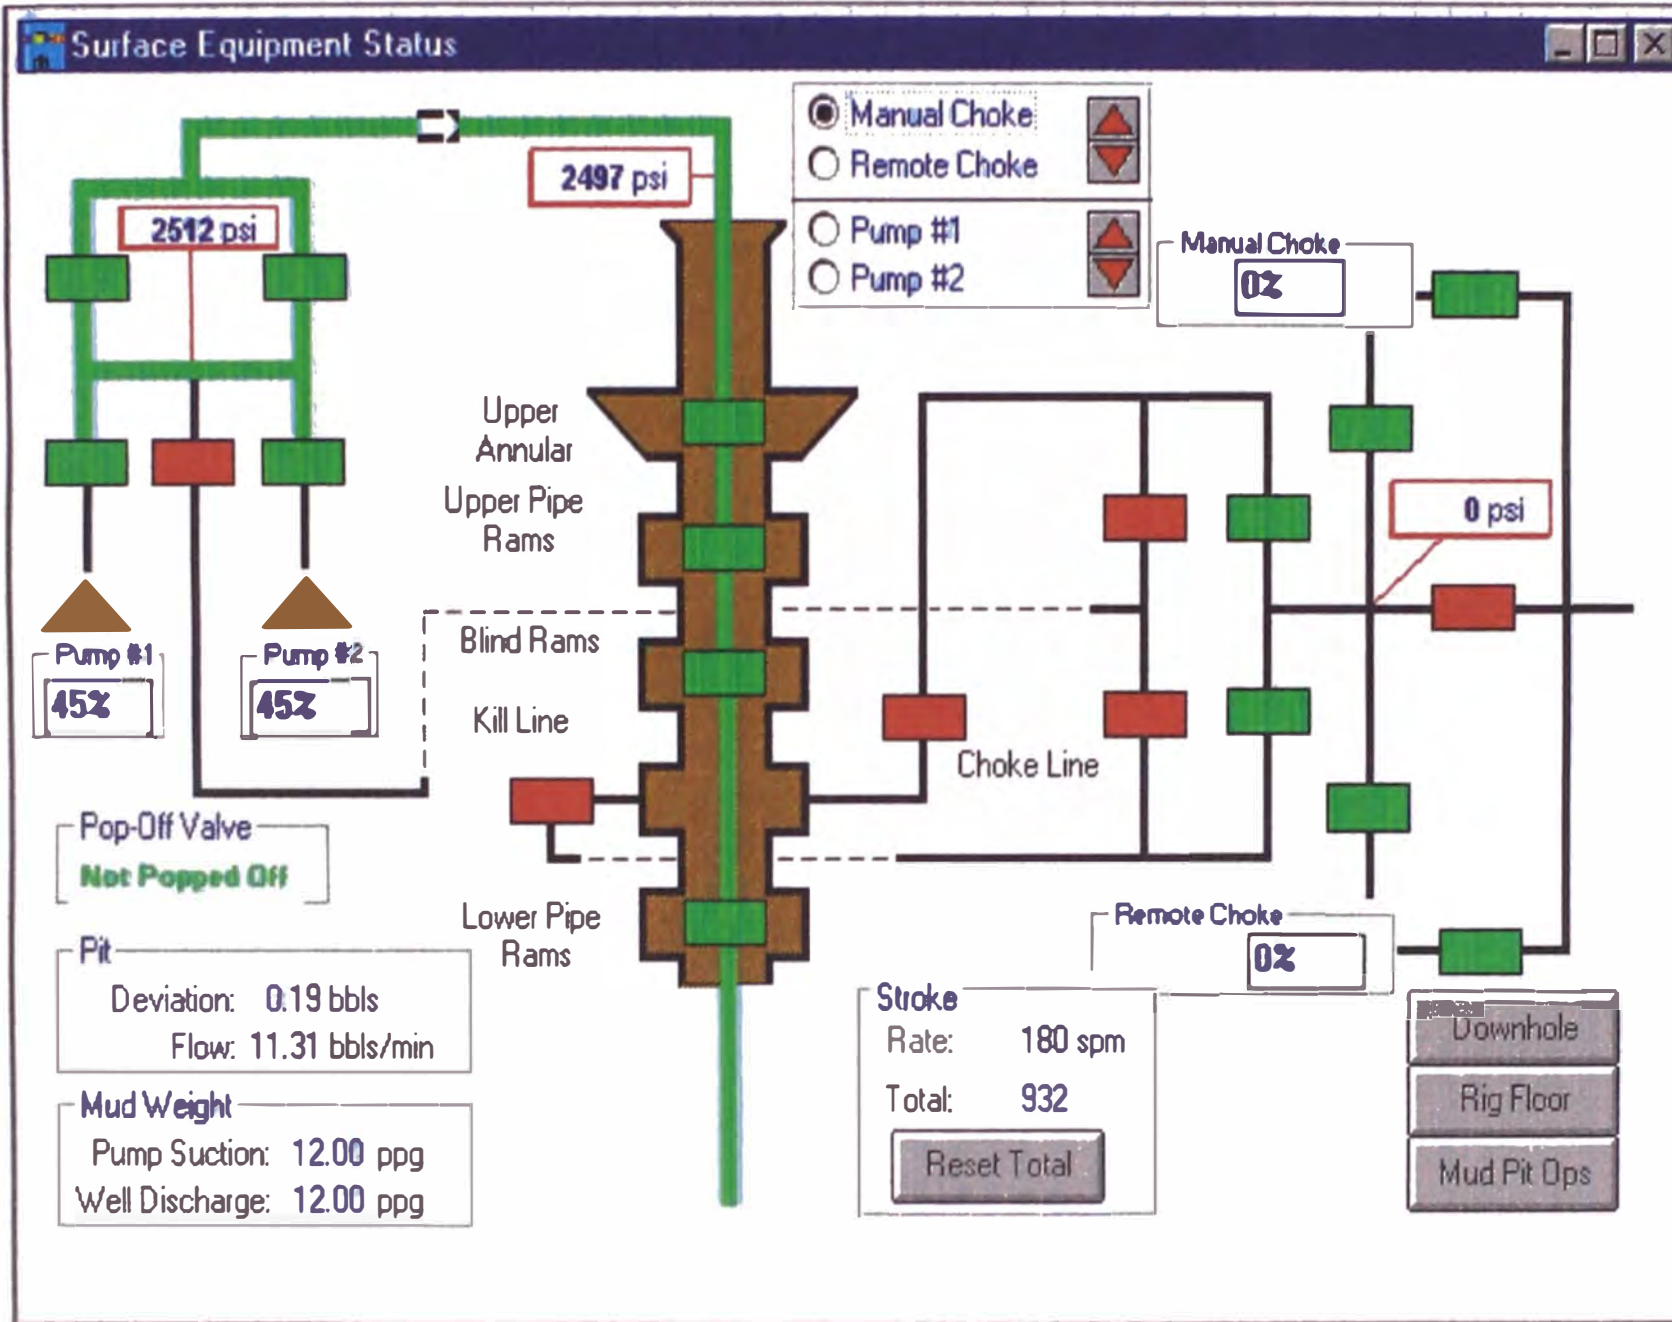 Surface Equipment Status
Manual Choke
Remote Choke
Pump #1
Pump #2
2497 psi
2512 psi
Manual Choke
0%
Upper
Annular
Upper Pipe
Rams
0 psi
Blind Rams
Pump #1
45%
Pump #2
45%
Kill Line
Choke Line
Pop-Off Valve
Not Popped Off
Lower Pipe
Rams
Remote Choke
0%
Pit
Deviation: 0.19 bbls
Flow: 11.31 bbls/min
Stroke
Rate: 180 spm
Total: 932
Reset Total
Downhole
Rig Floor
Mud Pit Ops
Mud Weight
Pump Suction: 12.00 ppg
Well Discharge: 12.00 ppg